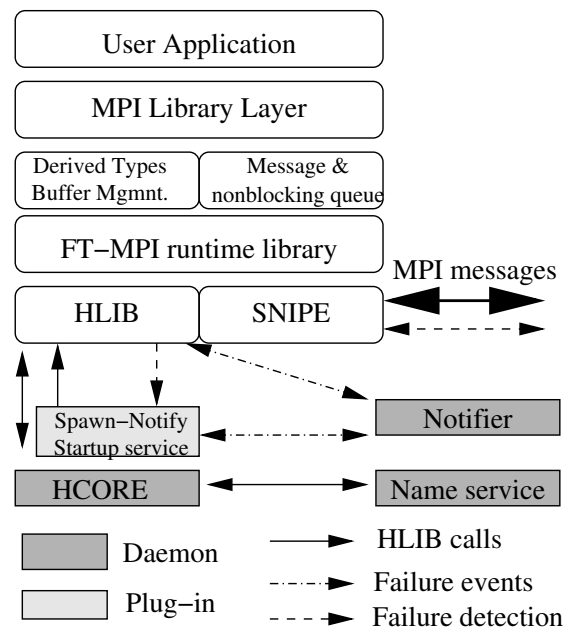 User Application
MPI Library Layer
Derived Types
Buffer Mgmnt.
Message &
nonblocking queue
FT−MPI runtime library
MPI messages
HLIB
SNIPE
Spawn−Notify
Startup service
Notifier
HCORE
Name service
Daemon
Plug−in
HLIB calls
Failure events
Failure detection